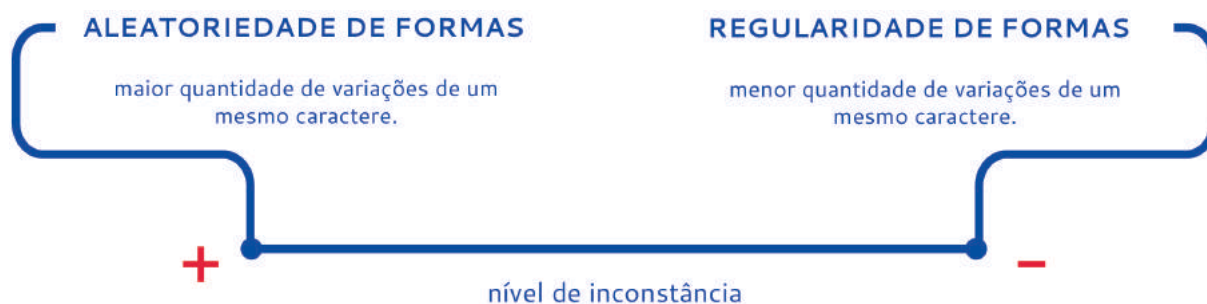 ALEATORIEDADE DE FORMAS
maior quantidade de variações de um
mesmo caractere.
REGULARIDADE DE FORMAS
menor quantidade de variações de um
mesmo caractere.
+
–
nível de inconstância